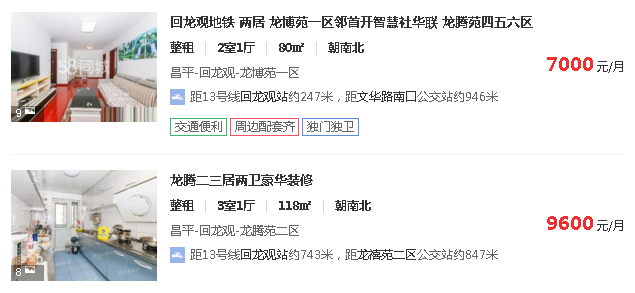 回龙观地铁 两居 龙博苑一区邻首开智慧社华联 龙腾苑四五六区
整租 | 2室1厅 | 80㎡ | 朝南北
7000元/月
昌平-回龙观-龙博苑一区
距13号线回龙观站约247米，距文华路南口公交站约946米
9
交通便利 周边配套齐 独门独卫
龙腾二三居两卫豪华装修
整租 | 3室1厅 | 118㎡ | 朝南北
9600元/月
昌平-回龙观-龙腾苑二区
距13号线回龙观站约743米，距龙禧苑二区公交站约847米
8